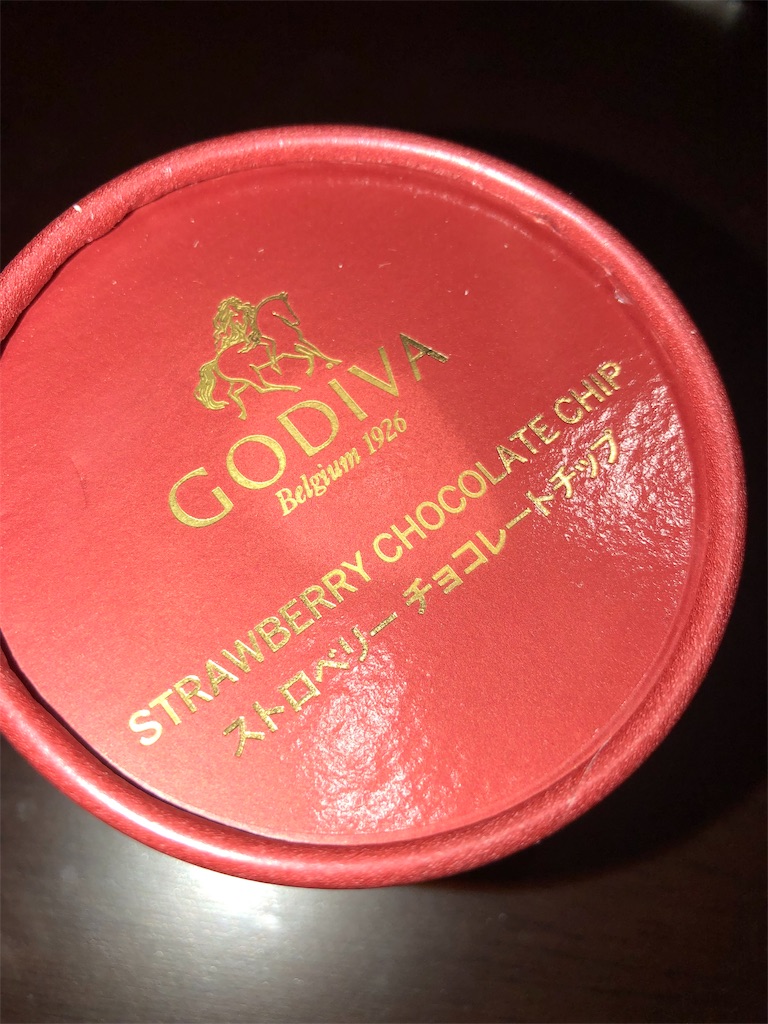 GODIVA
Belgium 1926
STRAWBERRY CHOCOLATE CHIP
ストロベリー チョコレートチップ